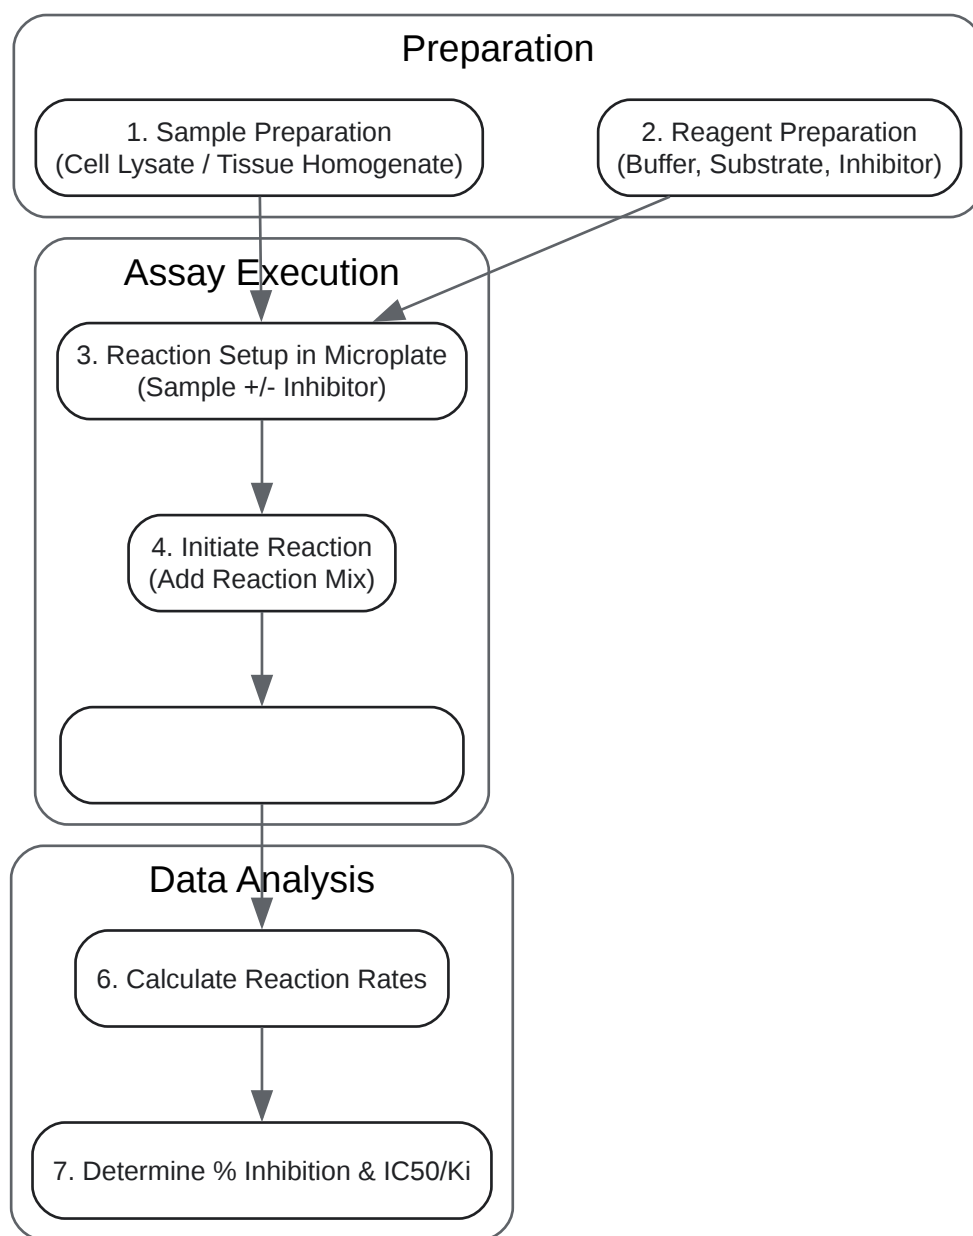 Preparation
1. Sample Preparation
(Cell Lysate / Tissue Homogenate)
2. Reagent Preparation
(Buffer, Substrate, Inhibitor)
Assay Execution
3. Reaction Setup in Microplate
(Sample +/- Inhibitor)
4. Initiate Reaction
(Add Reaction Mix)
Data Analysis
6. Calculate Reaction Rates
7. Determine % Inhibition & IC50/Ki